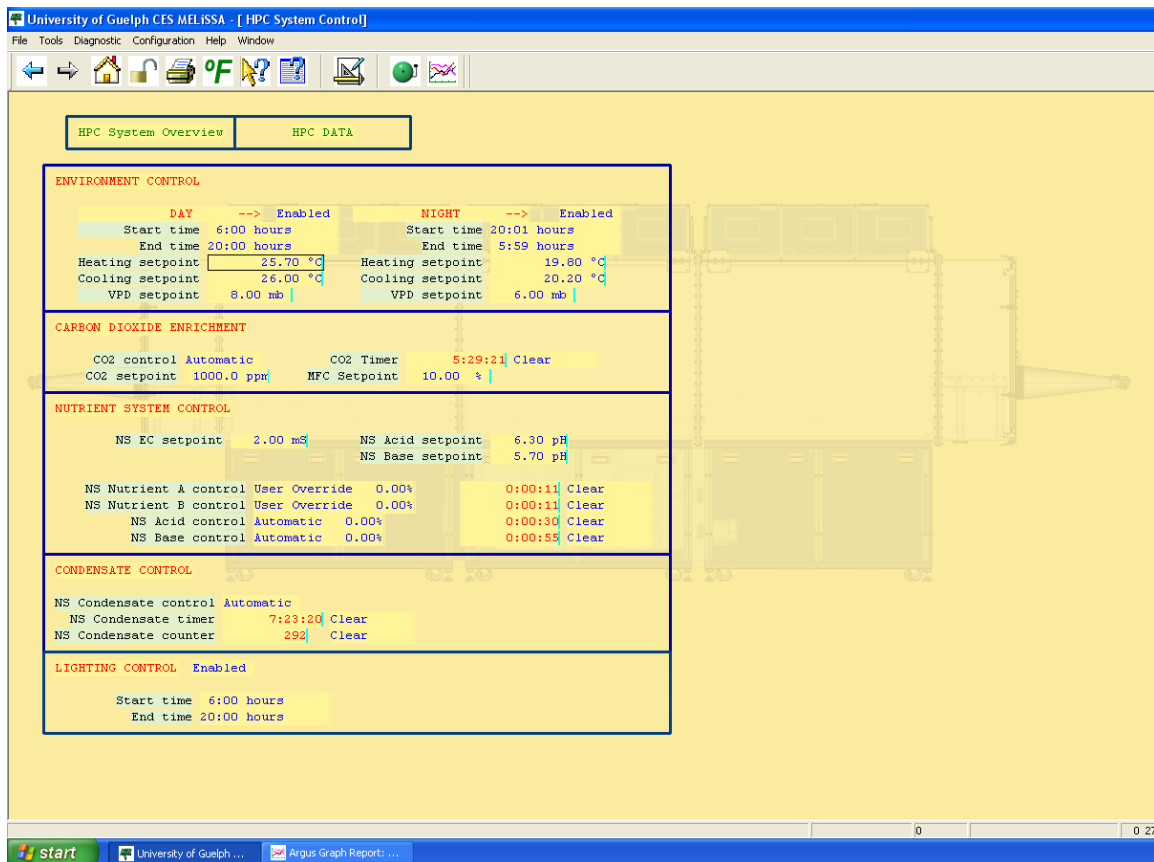 University of Guelph CES MELiSSA - [ HPC System Control]
File Tools Diagnostic Configuration Help Window
°F
HPC System Overview HPC DATA
ENVIRONMENT CONTROL
DAY --> Enabled NIGHT --> Enabled
Start time 6:00 hours Start time 20:01 hours
End time 20:00 hours End time 5:59 hours
Heating setpoint 25.70 °C Heating setpoint 19.80 °C
Cooling setpoint 26.00 °C Cooling setpoint 20.20 °C
VPD setpoint 8.00 mb VPD setpoint 6.00 mb
CARBON DIOXIDE ENRICHMENT
CO2 control Automatic CO2 Timer 5:29:21 Clear
CO2 setpoint 1000.0 ppm MFC Setpoint 10.00 %
NUTRIENT SYSTEM CONTROL
NS EC setpoint 2.00 mS NS Acid setpoint 6.30 pH
NS Base setpoint 5.70 pH
NS Nutrient A control User Override 0.00% 0:00:11 Clear
NS Nutrient B control User Override 0.00% 0:00:11 Clear
NS Acid control Automatic 0.00% 0:00:30 Clear
NS Base control Automatic 0.00% 0:00:55 Clear
CONDENSATE CONTROL
NS Condensate control Automatic
NS Condensate timer 7:23:20 Clear
NS Condensate counter 292 Clear
LIGHTING CONTROL Enabled
Start time 6:00 hours
End time 20:00 hours
0 0 27
start University of Guelph ... Argus Graph Report: ...